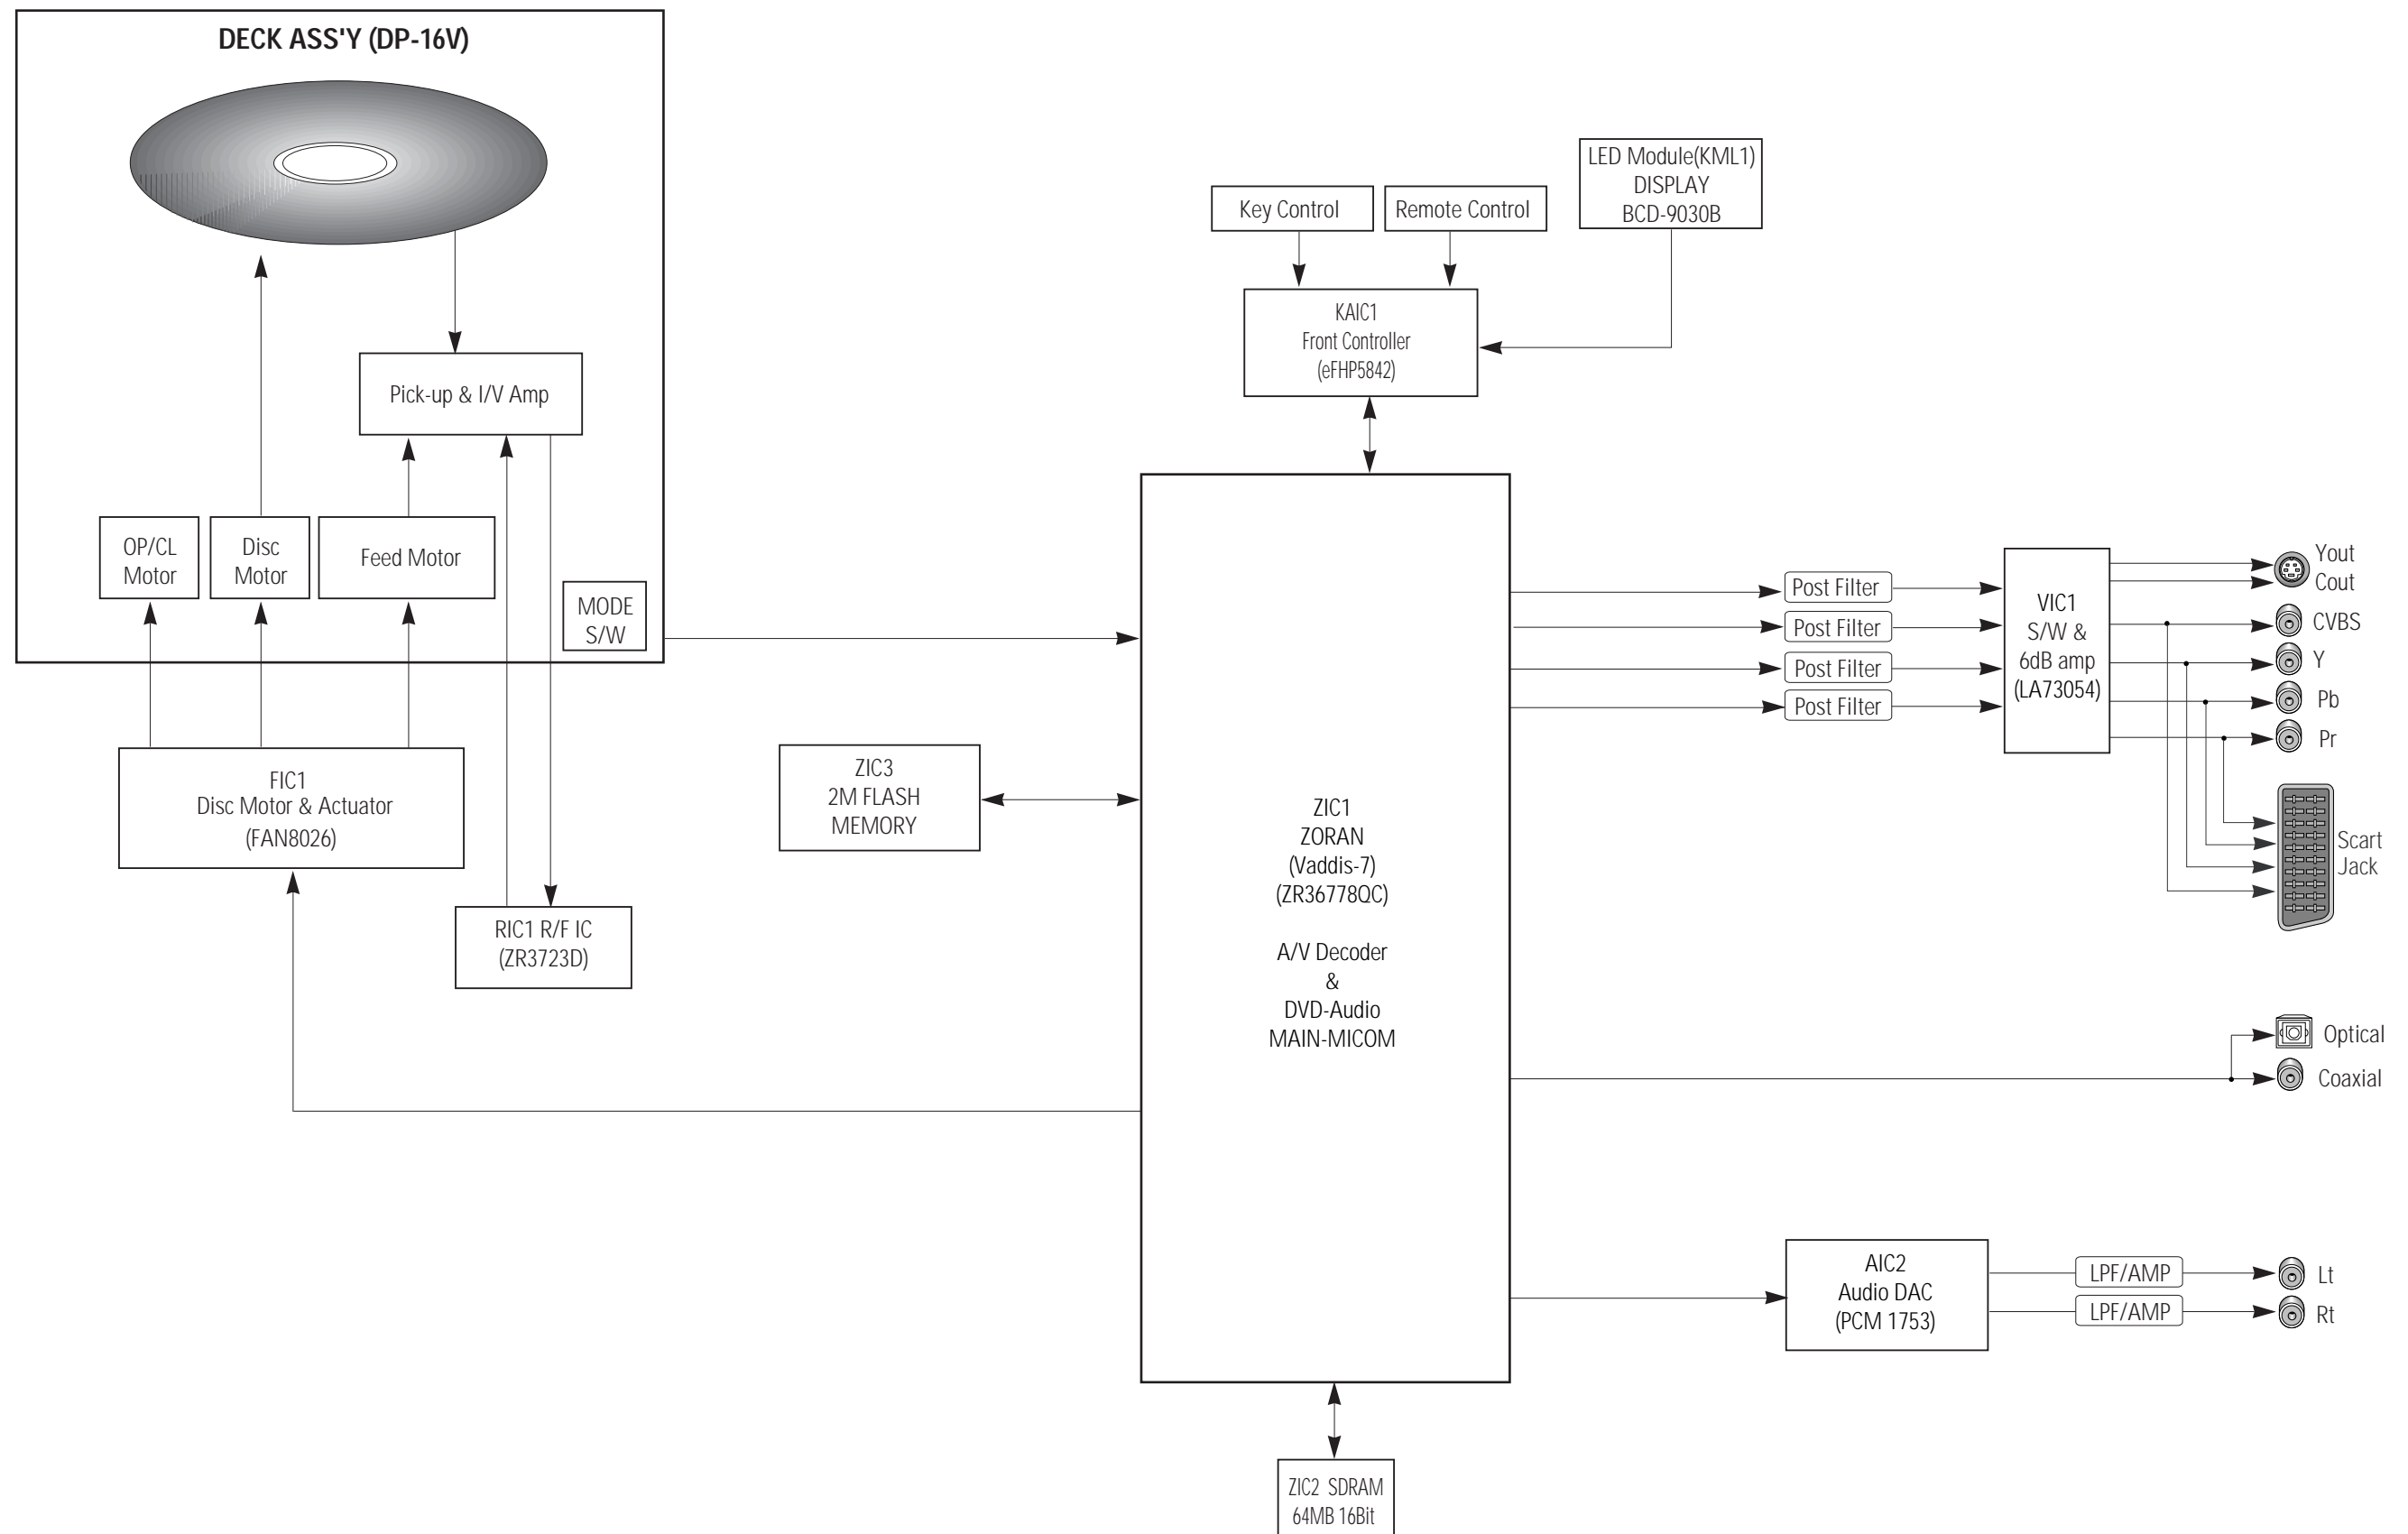 DECK ASS'Y (DP-16V)
Pick-up & I/V Amp
OP/CL
Motor
Disc
Motor
Feed Motor
MODE
S/W
FIC1
Disc Motor & Actuator
(FAN8026)
RIC1 R/F IC
(ZR3723D)
ZIC3
2M FLASH
MEMORY
Key Control
Remote Control
LED Module(KML1)
DISPLAY
BCD-9030B
KAIC1
Front Controller
(eFHP5842)
ZIC1
ZORAN
(Vaddis-7)
(ZR36778QC)
A/V Decoder
&
DVD-Audio
MAIN-MICOM
ZIC2 SDRAM
64MB 16Bit
Post Filter
Post Filter
Post Filter
Post Filter
VIC1
S/W &
6dB amp
(LA73054)
Yout
Cout
CVBS
Y
Pb
Pr
Scart
Jack
Optical
Coaxial
AIC2
Audio DAC
(PCM 1753)
LPF/AMP
LPF/AMP
Lt
Rt